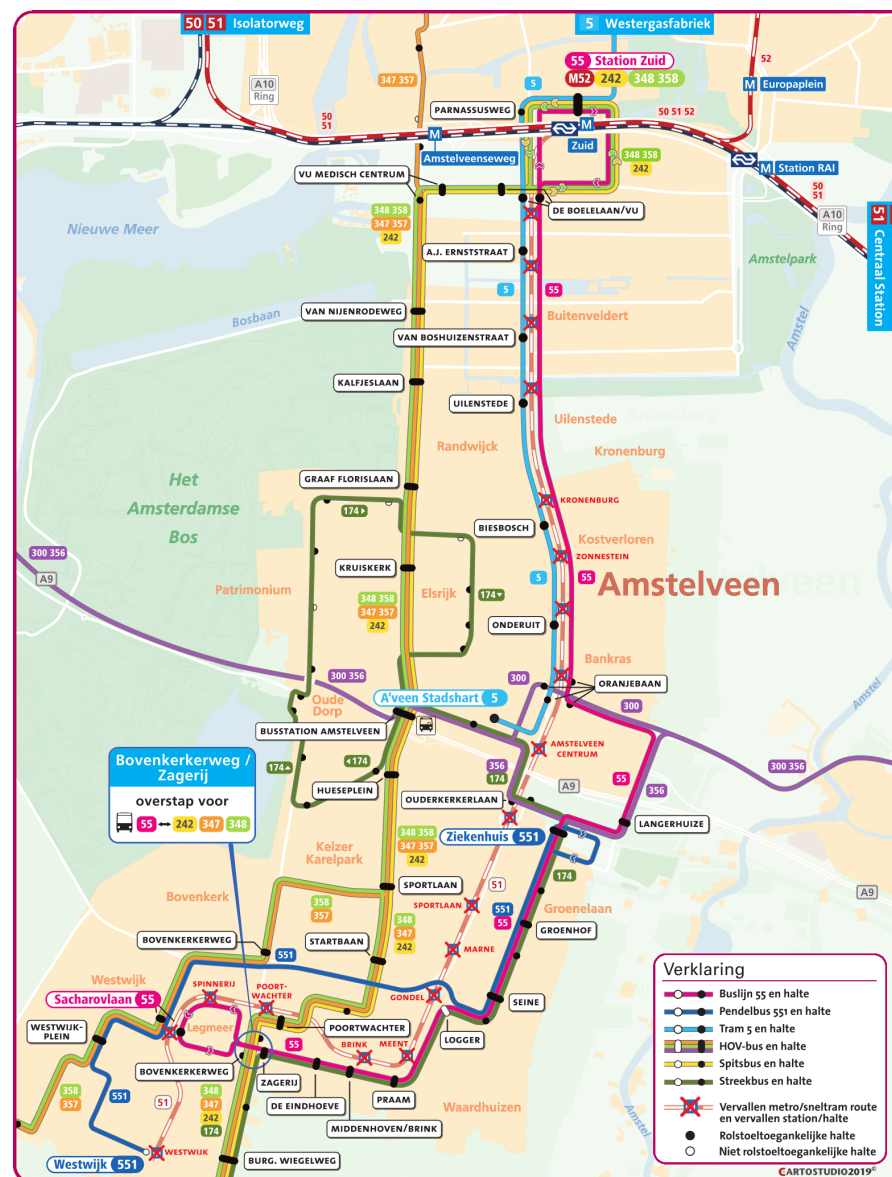 50 51 Isolatorweg
5 Westergasfabriek
347 357
5
55 Station Zuid
M52 242 348 358
52
A10
Ring
PARNASSUSWEG
M Europaplein
50
51
50 51 52
M
Amstelveenseweg
M
Zuid
348 358
242
M Station RAI
VU MEDISCH CENTRUM
50
51
51
Centraal Station
DE BOELELAAN/VU
348 358
347 357
242
A10
Ring
Nieuwe Meer
A.J. ERNSTSTRAAT
Amstelpark
5
55
Amstel
VAN NIJENRODEWEG
Bosbaan
Buitenveldert
VAN BOSHUIZENSTRAAT
KALFJESLAAN
UILENSTEDE
Uilenstede
Kronenburg
Randwijck
Kronenburg
Het
Amsterdamse
Bos
GRAAF FLORISLAAN
KRONENBURG
174
BIESBOSCH
Kostverloren
300 356
A9
ZONNESTEIN
KRUISKERK
5
55
Amstelveen
Patrimonium
Elsrijk
348 358
347 357
242
174
ONDERUIT
Bankras
300 356
300
ORANJEBAAN
Amstel
A'veen Stadshart 5
300
Oude
Dorp
BUSSTATION AMSTELVEEN
AMSTELVEEN
CENTRUM
Bovenkerkerweg /
Zagerij
overstap voor
55 242 347 348
174
174
356
174
55
300 356
HUESEPLEIN
A9
356
OUDERKERKERLAAN
LANGERHUIZE
Ziekenhuis 551
348 358
347 357
242
Keizer
Karelpark
174
SPORTLAAN
51
A9
Bovenkerk
358
357
SPORTLAAN
551
55
Groenelaan
348
347
242
GROENHOF
BOVENKERKERWEG
551
STARTBAAN
MARNE
Verklaring
Buslijn 55 en halte
Pendelbus 551 en halte
Tram 5 en halte
HOV-bus en halte
Spitsbus en halte
Streekbus en halte
Vervallen metro/sneltram route
en vervallen station/halte
Rolstoeltoegankelijke halte
Niet rolstoeltoegankelijke halte
Westwijk
SPINNERIJ
POORT-
WACHTER
GONDEL
SEINE
Sacharovlaan 55
Legmeer
POORTWACHTER
LOGGER
WESTWIJK-
PLEIN
55
BRINK
MEENT
BOVENKERKERWEG
ZAGERIJ
358
357
551
51
348
347
242
174
DE EINDHOEVE
PRAAM
Waardhuizen
MIDDENHOVEN/BRINK
Amstel
WESTWIJK
Westwijk 551
BURG. WIEGELWEG
CARTOSTUDIO2019©